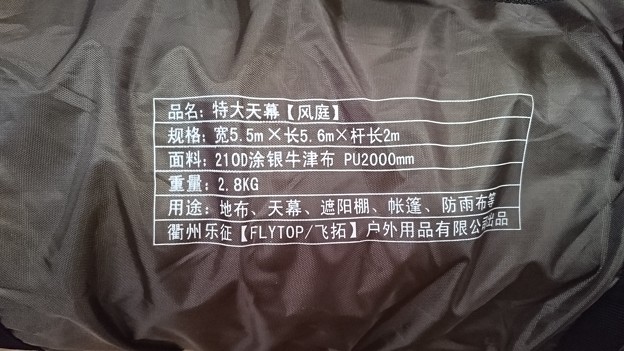 品名: 特大天幕【风庭】
规格: 宽5.5m×长5.6m×杆长2m
面料: 210D涂银牛津布 PU2000mm
重量: 2.8KG
用途: 地布、天幕、遮阳棚、帐篷、防雨布等
衢州乐征【FLYTOP/飞拓】户外用品有限公司出品